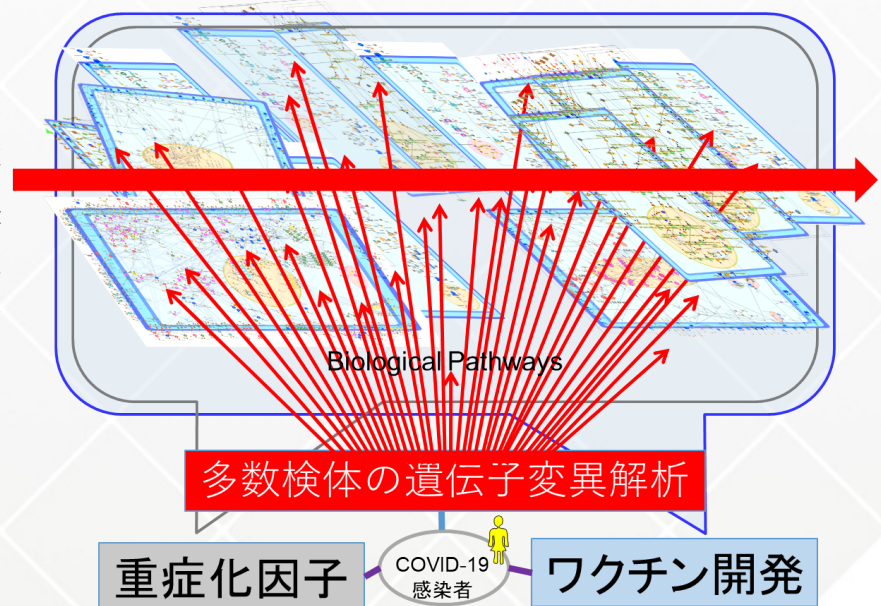 Biological Pathways
多数検体の遺伝子変異解析
重症化因子
COVID-19
感染者
ワクチン開発